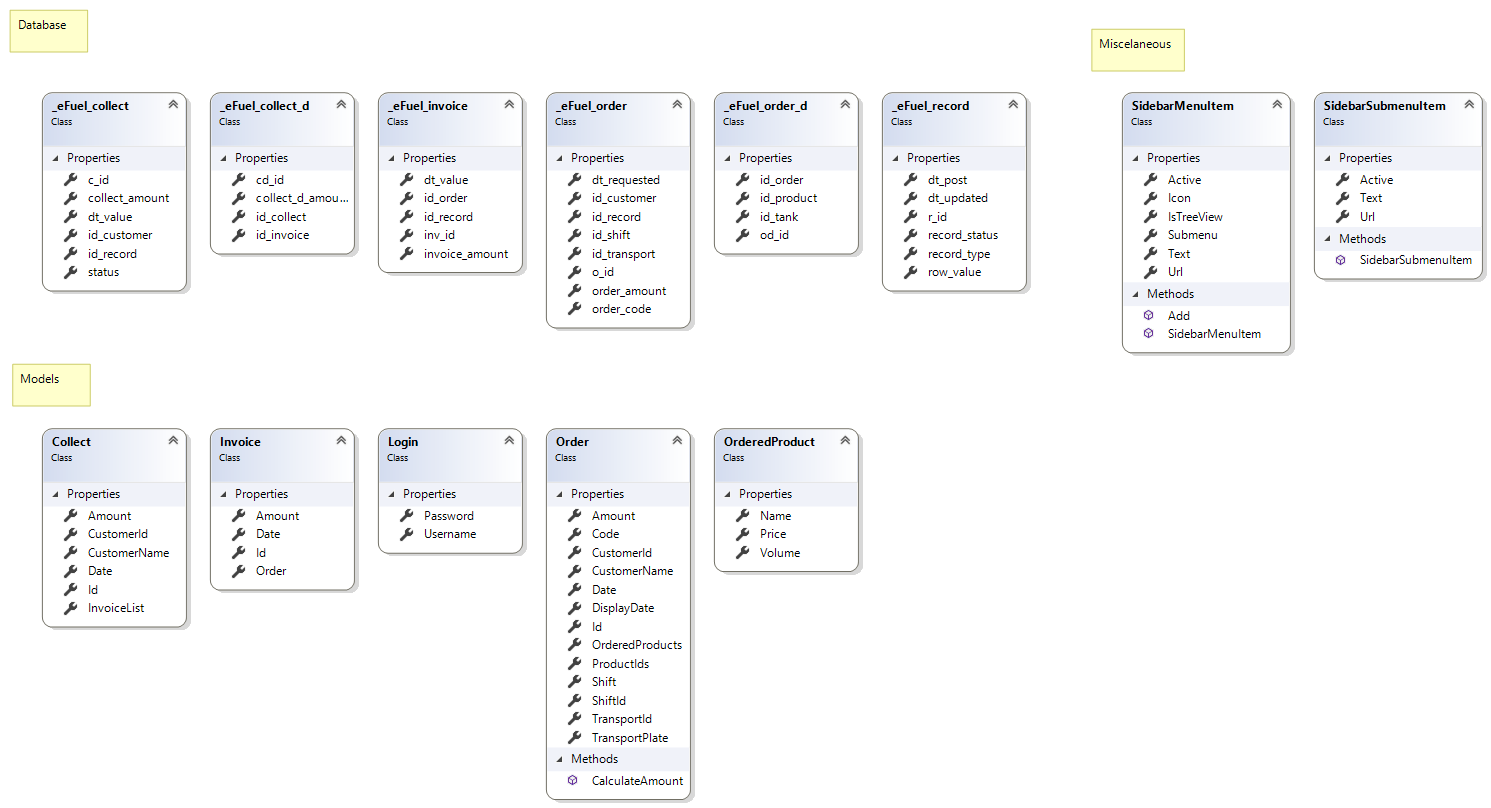 Database
Miscelaneous
_eFuel_collect
Class
Properties
c_id
collect_amount
dt_value
id_customer
id_record
status
_eFuel_collect_d
Class
Properties
cd_id
collect_d_amou...
id_collect
id_invoice
_eFuel_invoice
Class
Properties
dt_value
id_order
id_record
inv_id
invoice_amount
_eFuel_order
Class
Properties
dt_requested
id_customer
id_record
id_shift
id_transport
o_id
order_amount
order_code
_eFuel_order_d
Class
Properties
id_order
id_product
id_tank
od_id
_eFuel_record
Class
Properties
dt_post
dt_updated
r_id
record_status
record_type
row_value
SidebarMenuItem
Class
Properties
Active
Icon
IsTreeView
Submenu
Text
Url
Methods
Add
SidebarMenuItem
SidebarSubmenuItem
Class
Properties
Active
Text
Url
Methods
SidebarSubmenuItem
Models
Collect
Class
Properties
Amount
CustomerId
CustomerName
Date
Id
InvoiceList
Invoice
Class
Properties
Amount
Date
Id
Order
Login
Class
Properties
Password
Username
Order
Class
Properties
Amount
Code
CustomerId
CustomerName
Date
DisplayDate
Id
OrderedProducts
ProductIds
Shift
ShiftId
TransportId
TransportPlate
Methods
CalculateAmount
OrderedProduct
Class
Properties
Name
Price
Volume